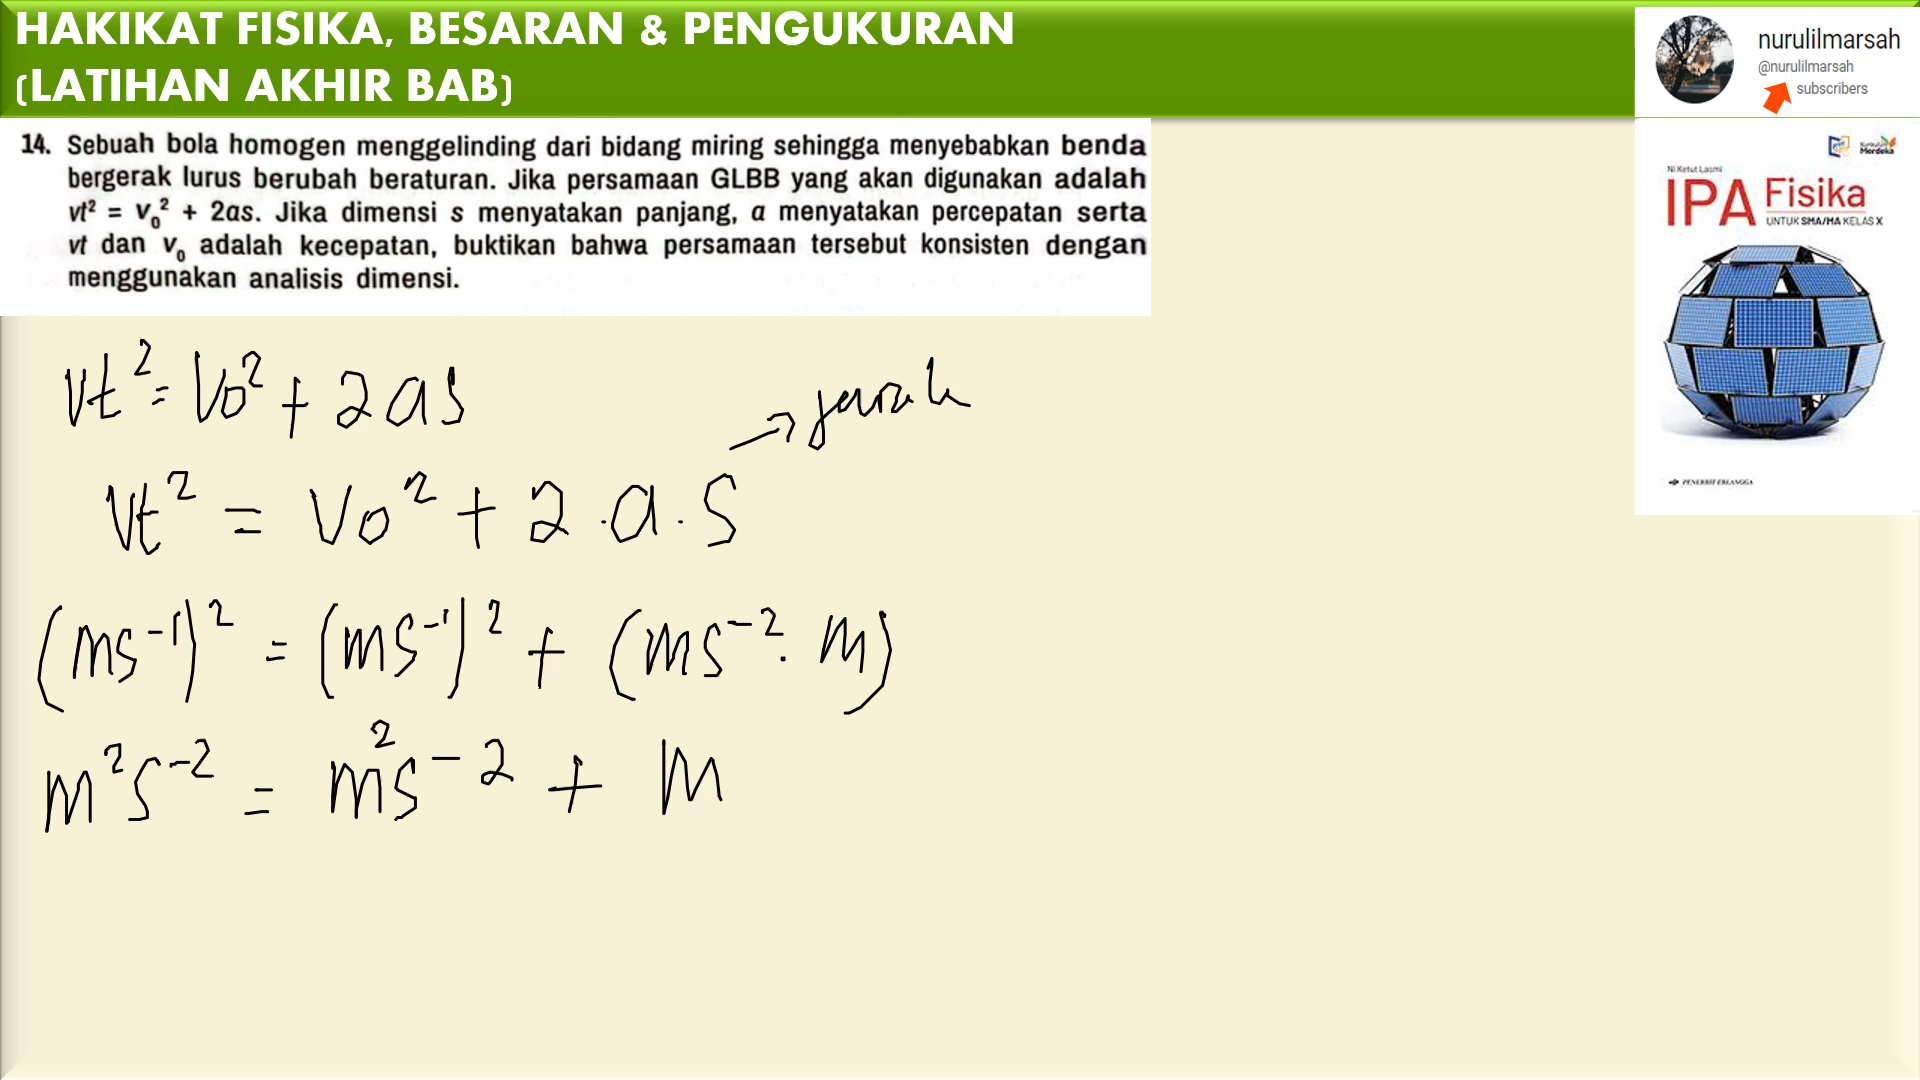 HAKIKAT FISIKA, BESARAN & PENGUKURAN
(LATIHAN AKHIR BAB)
nurulilmarsah
@nurulilmarsah
subscribers
14. Sebuah bola homogen menggelinding dari bidang miring sehingga menyebabkan benda
bergerak lurus berubah beraturan. Jika persamaan GLBB yang akan digunakan adalah
vt² = v₀² + 2as. Jika dimensi s menyatakan panjang, a menyatakan percepatan serta
vt dan v₀ adalah kecepatan, buktikan bahwa persamaan tersebut konsisten dengan
menggunakan analisis dimensi.
Kurikulum
Merdeka
Ni Ketut Lasmi
IPA Fisika
UNTUK SMA/MA KELAS X
PENERBIT ERLANGGA
Vt² = Vo² + 2as
→ jarak
Vt² = Vo² + 2 . a . s
(ms⁻¹)² = (ms⁻¹)² + (ms⁻² . m)
m²s⁻² = m²s⁻² + m